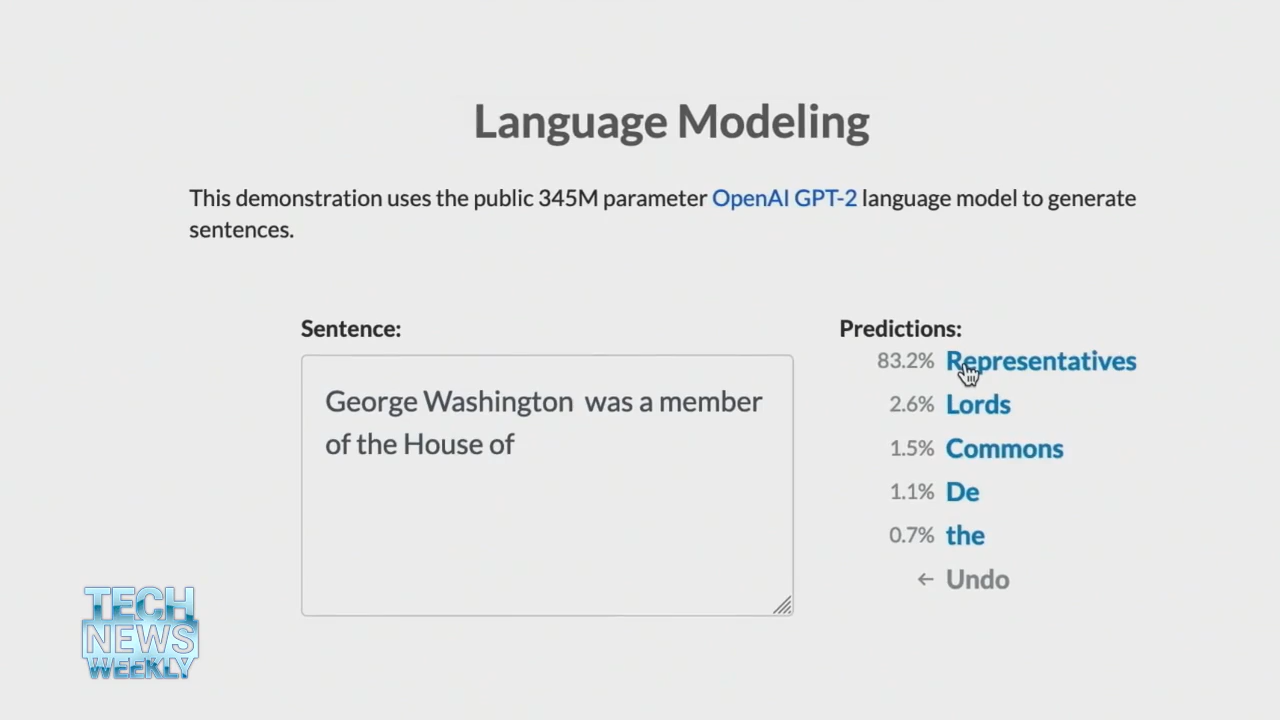 Language Modeling
This demonstration uses the public 345M parameter OpenAI GPT-2 language model to generate
sentences.
Sentence:
George Washington  was a member
of the House of
Predictions:
83.2% Representatives
2.6% Lords
1.5% Commons
1.1% De
0.7% the
← Undo
TECH
NEWS
WEEKLY